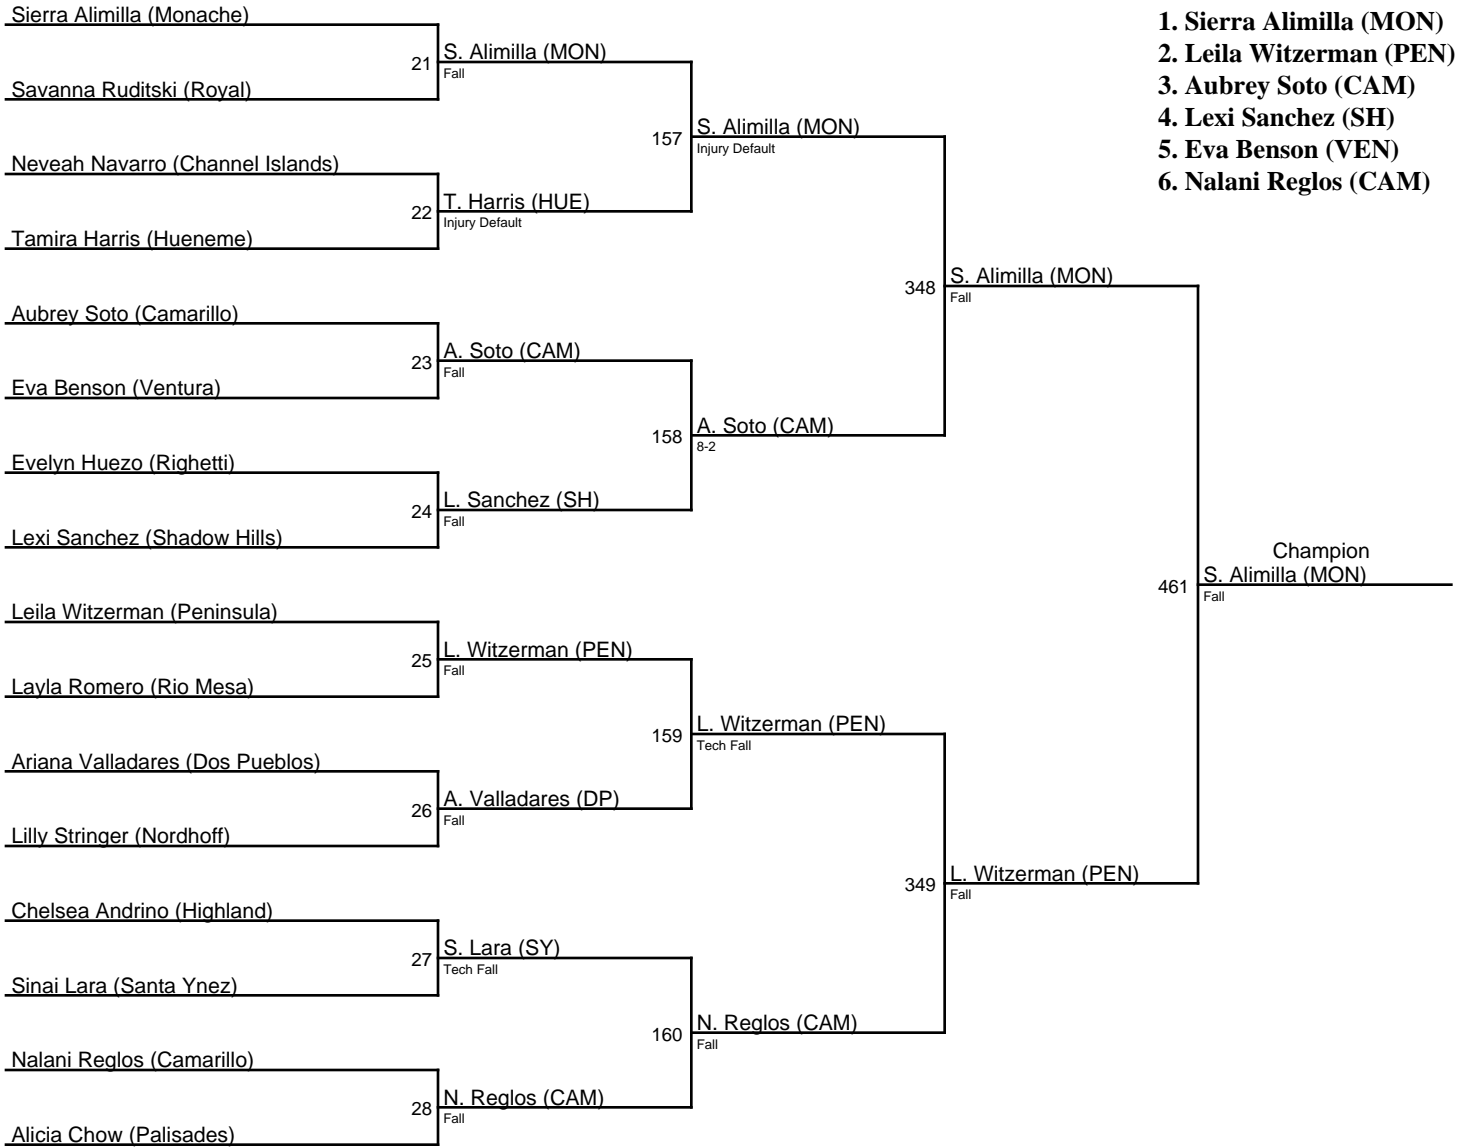 Sierra Alimilla (Monache)
21
S. Alimilla (MON)
Fall
Savanna Ruditski (Royal)
157
S. Alimilla (MON)
Injury Default
Neveah Navarro (Channel Islands)
22
T. Harris (HUE)
Injury Default
Tamira Harris (Hueneme)
348
S. Alimilla (MON)
Fall
Aubrey Soto (Camarillo)
23
A. Soto (CAM)
Fall
Eva Benson (Ventura)
158
A. Soto (CAM)
8-2
Evelyn Huezo (Righetti)
24
L. Sanchez (SH)
Fall
Lexi Sanchez (Shadow Hills)
Champion
461
S. Alimilla (MON)
Fall
Leila Witzerman (Peninsula)
25
L. Witzerman (PEN)
Fall
Layla Romero (Rio Mesa)
159
L. Witzerman (PEN)
Tech Fall
Ariana Valladares (Dos Pueblos)
26
A. Valladares (DP)
Fall
Lilly Stringer (Nordhoff)
349
L. Witzerman (PEN)
Fall
Chelsea Andrino (Highland)
27
S. Lara (SY)
Tech Fall
Sinai Lara (Santa Ynez)
160
N. Reglos (CAM)
Fall
Nalani Reglos (Camarillo)
28
N. Reglos (CAM)
Fall
Alicia Chow (Palisades)
1. Sierra Alimilla (MON)
2. Leila Witzerman (PEN)
3. Aubrey Soto (CAM)
4. Lexi Sanchez (SH)
5. Eva Benson (VEN)
6. Nalani Reglos (CAM)